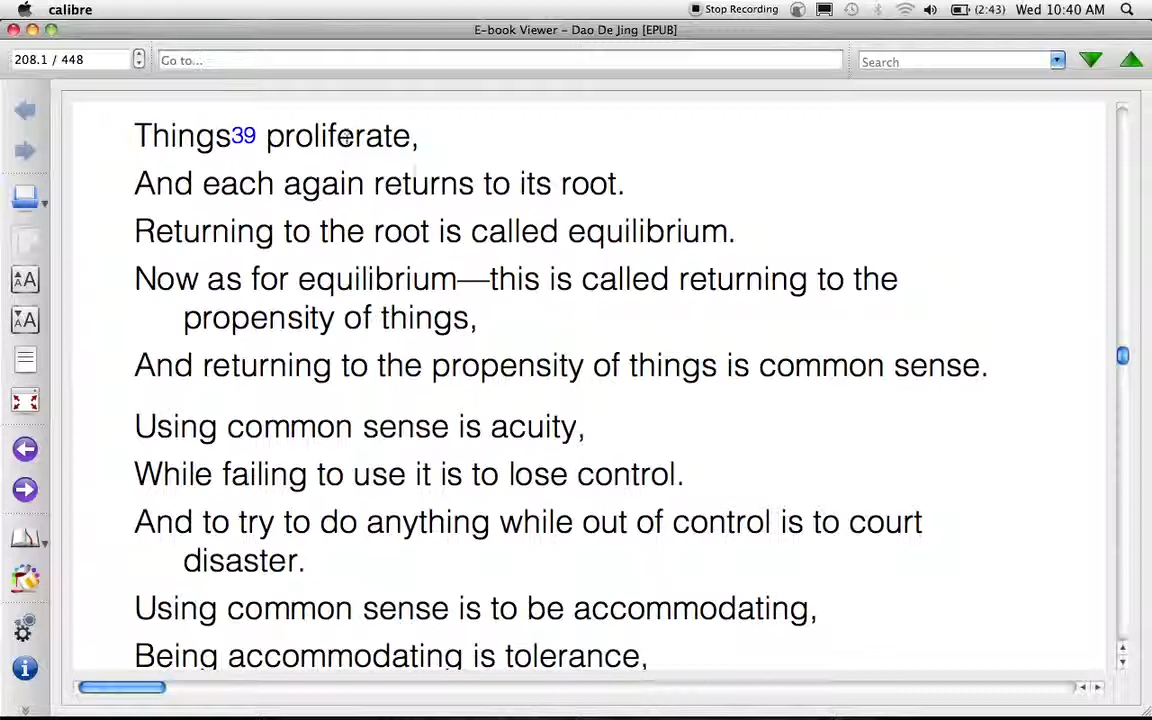 calibre
Stop Recording
(2:43) Wed 10:40 AM
E-book Viewer – Dao De Jing [EPUB]
208.1 / 448
Go to...
Search
Things39 proliferate,
And each again returns to its root.
Returning to the root is called equilibrium.
Now as for equilibrium—this is called returning to the
propensity of things,
And returning to the propensity of things is common sense.
Using common sense is acuity,
While failing to use it is to lose control.
And to try to do anything while out of control is to court
disaster.
Using common sense is to be accommodating,
Being accommodating is tolerance,